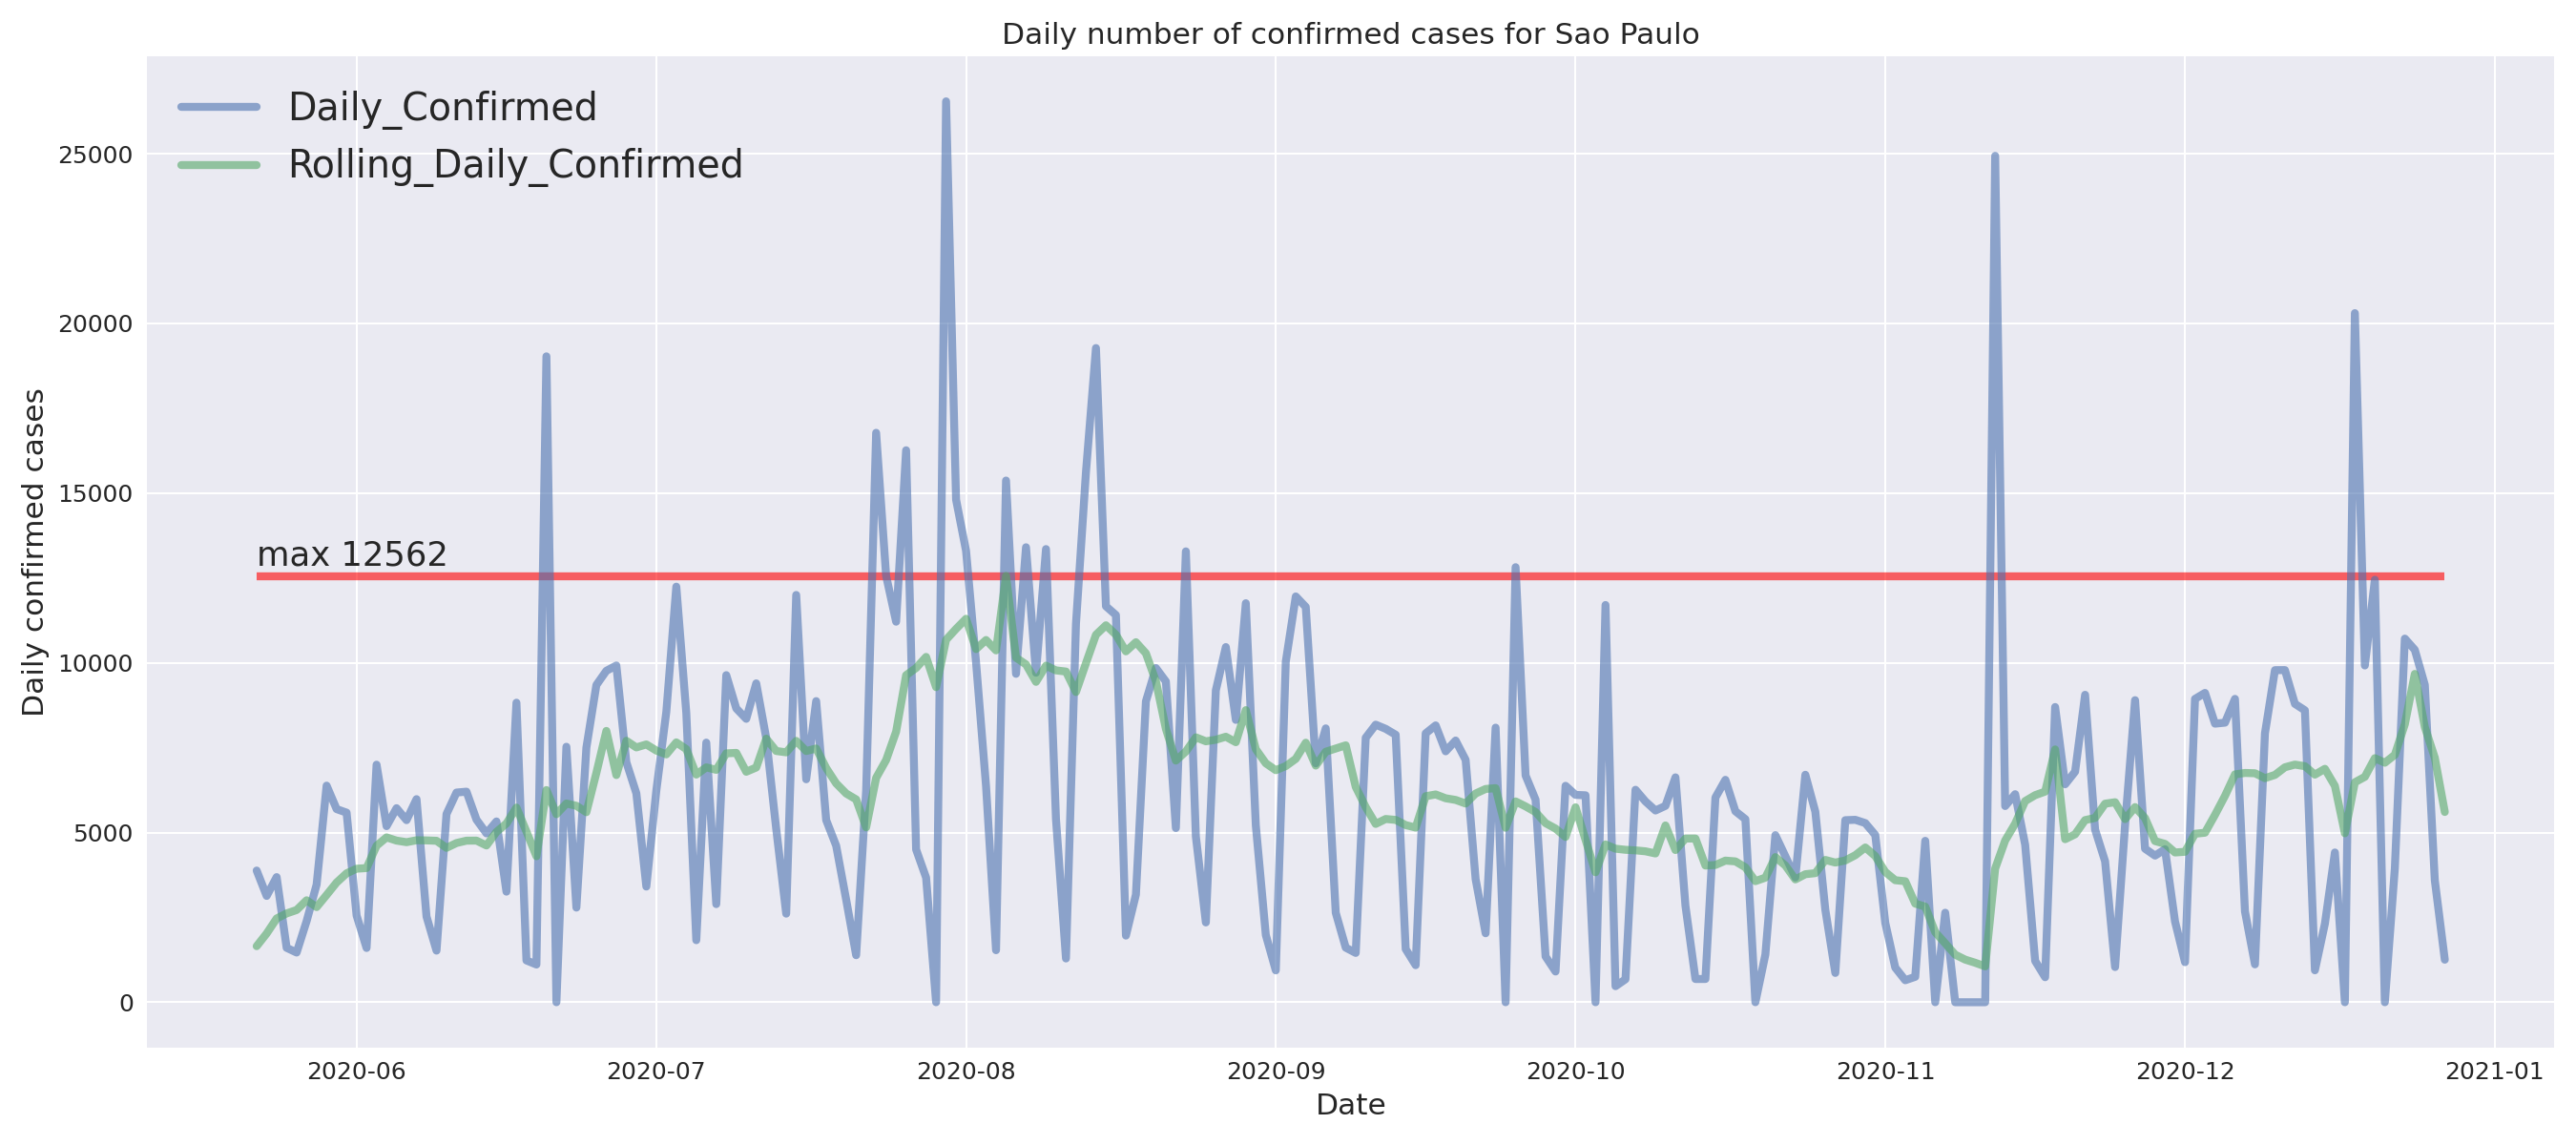 Daily number of confirmed cases for Sao Paulo
Daily_Confirmed
Rolling_Daily_Confirmed
max 12562
Daily confirmed cases
25000
20000
15000
10000
5000
0
2020-06 2020-07 2020-08 2020-09 2020-10 2020-11 2020-12 2021-01
Date